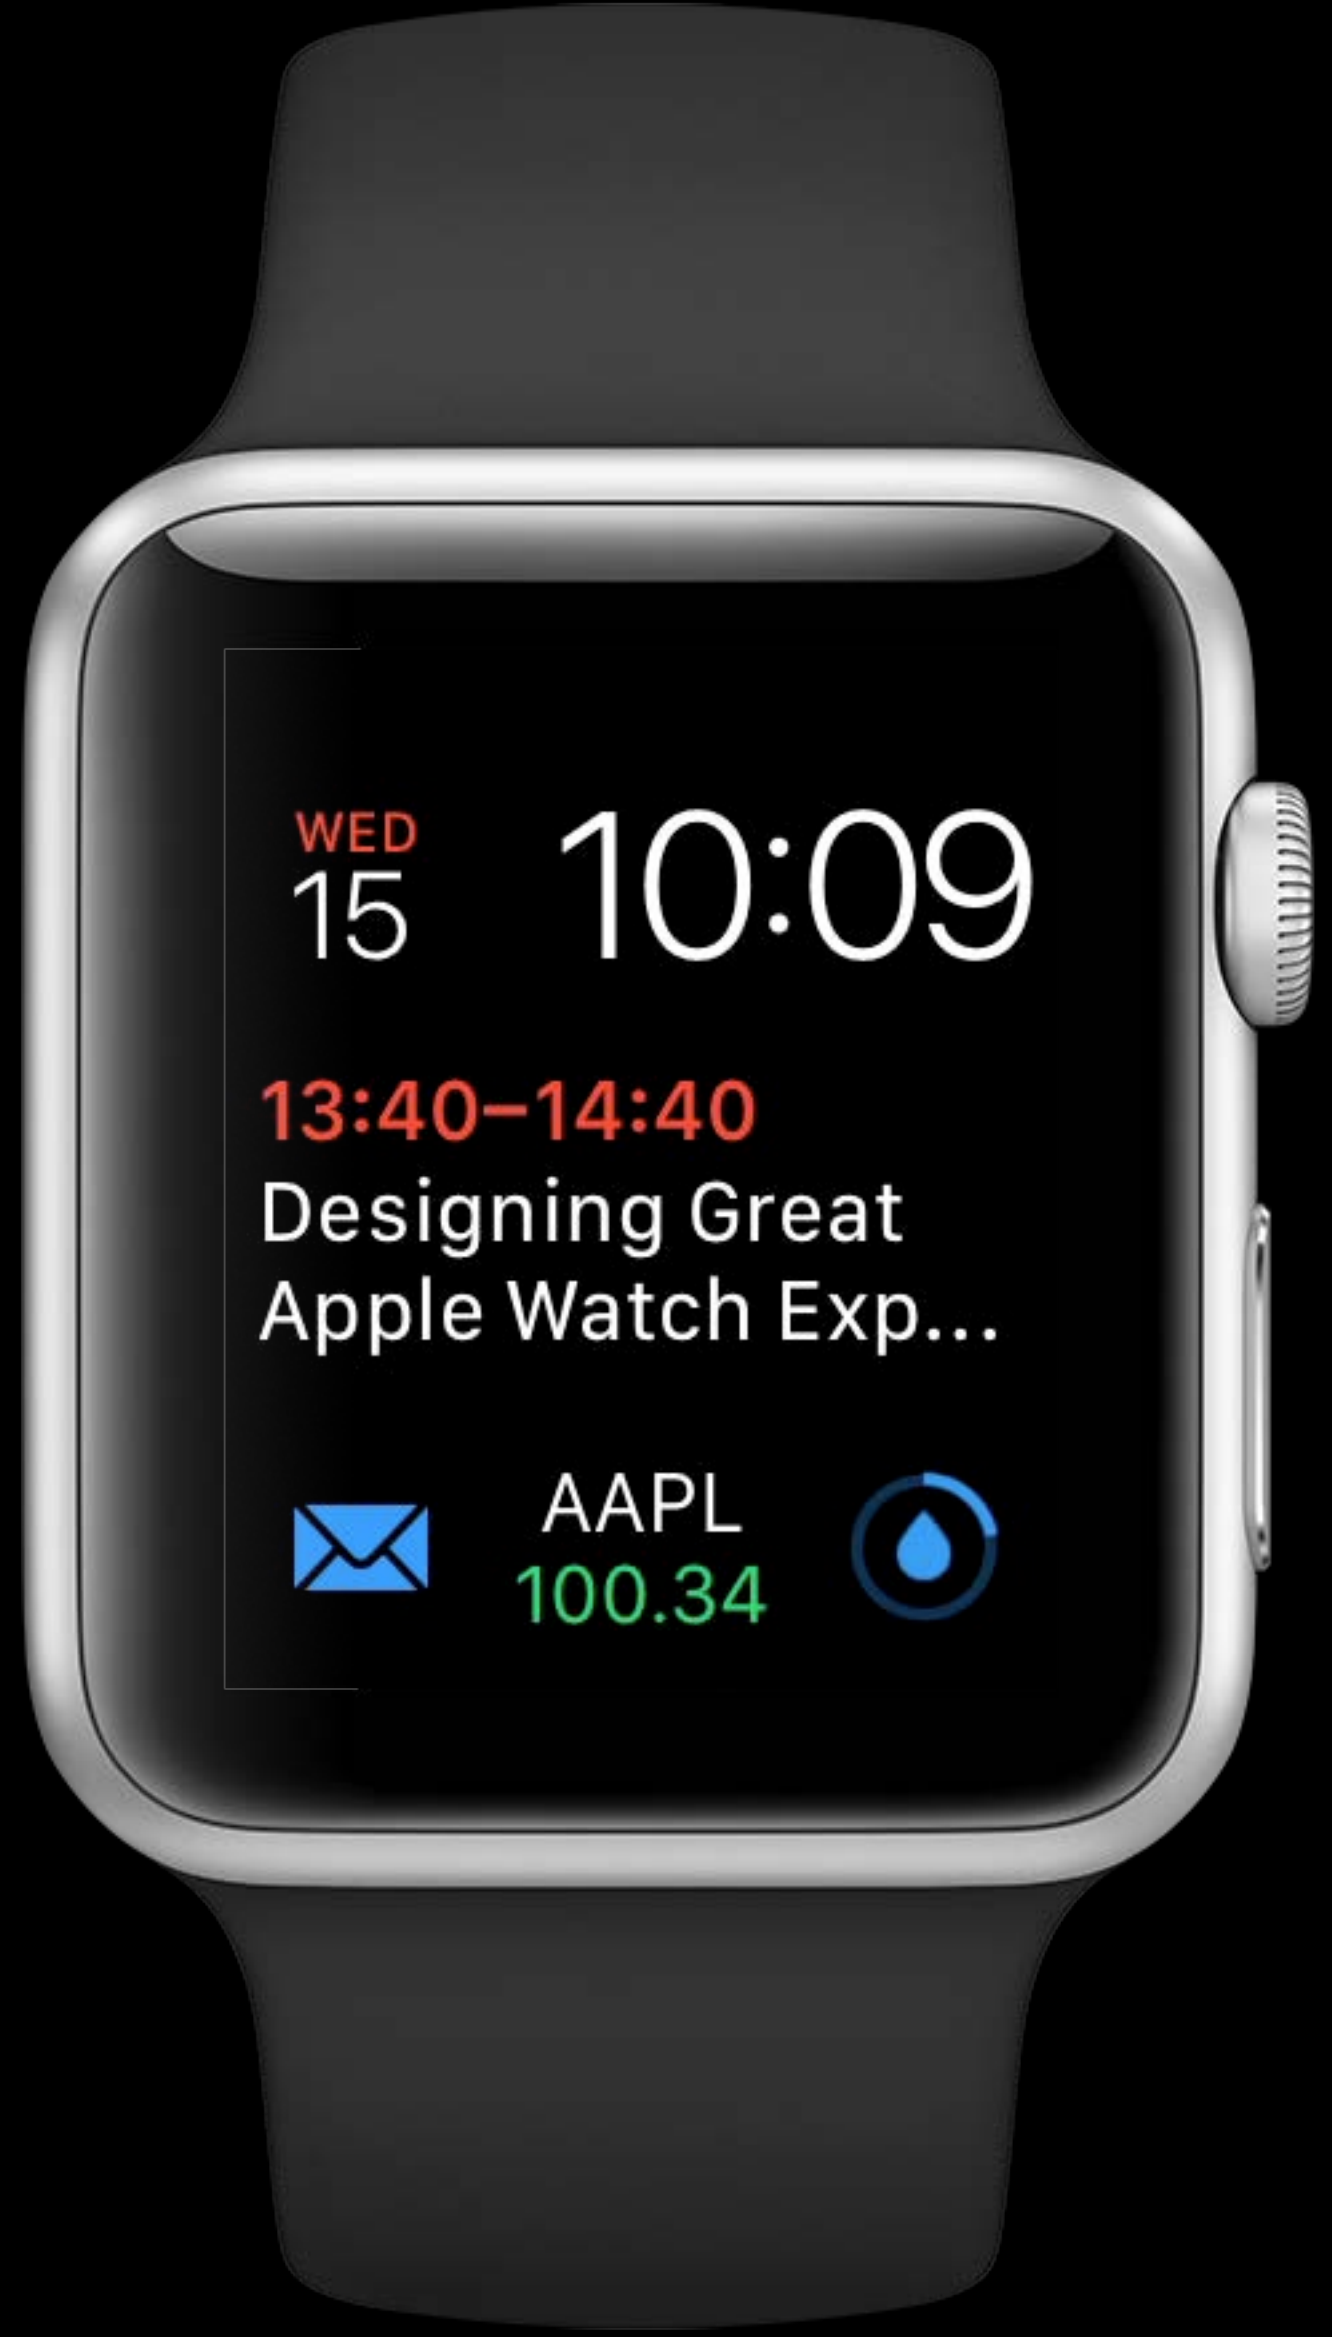 WED
15
10:09
13:40–14:40
Designing Great
Apple Watch Exp...
AAPL
100.34